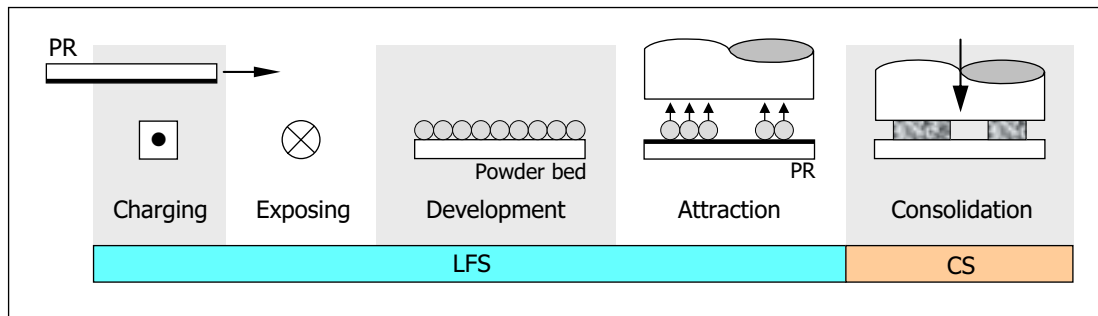 PR
Powder bed
PR
Charging
Exposing
Development
Attraction
Consolidation
LFS
CS